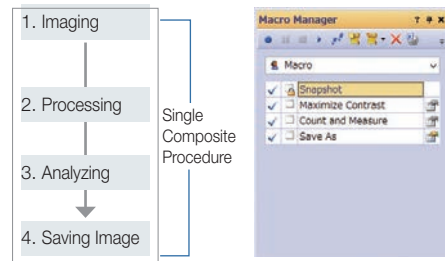 1. Imaging
2. Processing
3. Analyzing
4. Saving Image
Single
Composite
Procedure
Macro Manager
Macro
Snapshot
Maximize Contrast
Count and Measure
Save As